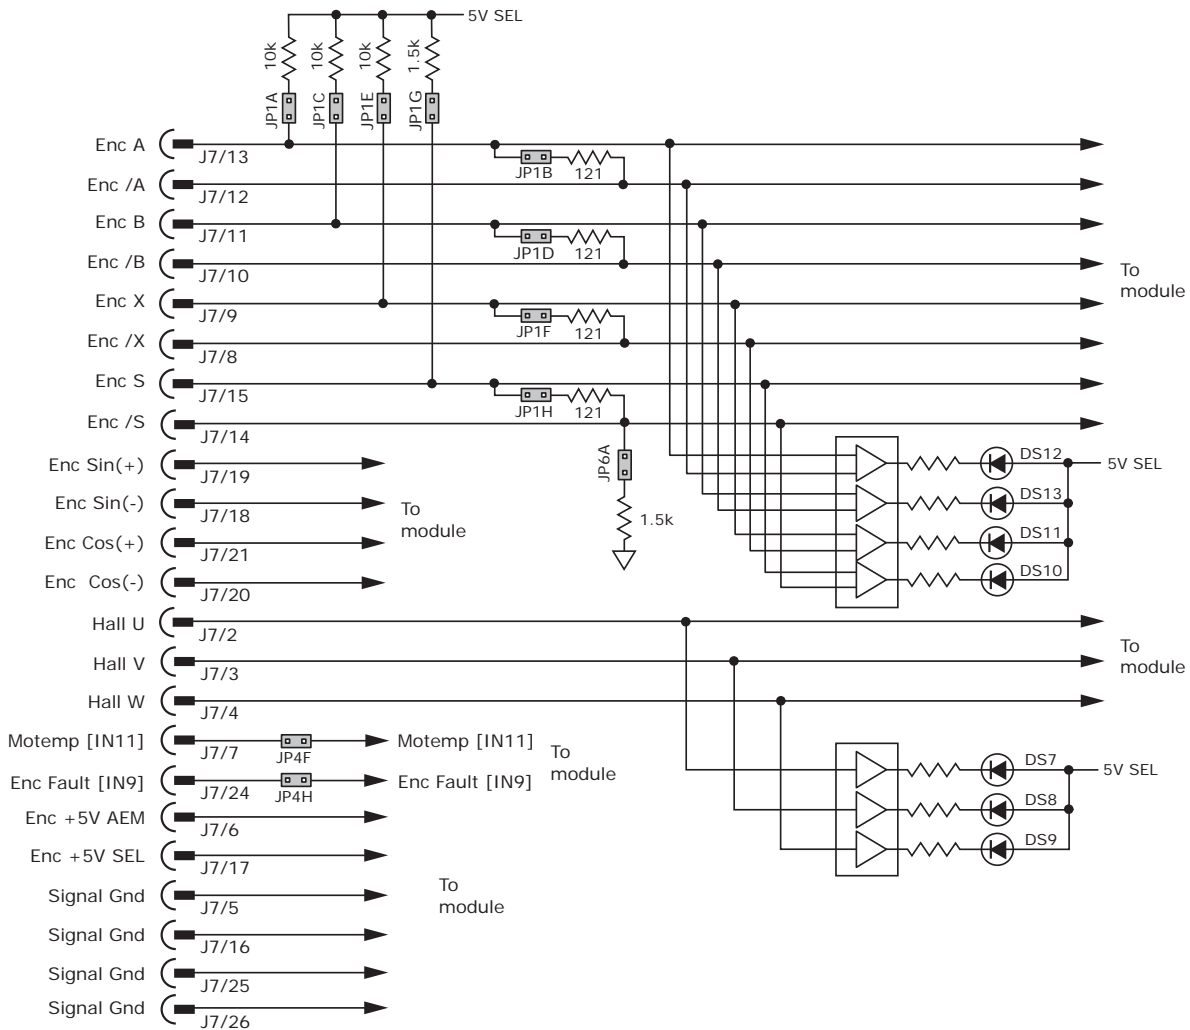 5V SEL
10k
10k
10k
1.5k
JP1A
JP1C
JP1E
JP1G
Enc A
J7/13
JP1B
121
Enc /A
J7/12
Enc B
J7/11
JP1D
121
Enc /B
J7/10
To
module
Enc X
J7/9
JP1F
121
Enc /X
J7/8
Enc S
J7/15
JP1H
121
Enc /S
J7/14
JP6A
1.5k
Enc Sin(+)
J7/19
Enc Sin(-)
J7/18
To
module
Enc Cos(+)
J7/21
Enc Cos(-)
J7/20
DS12
5V SEL
DS13
DS11
DS10
Hall U
J7/2
Hall V
J7/3
To
module
Hall W
J7/4
Motemp [IN11]
J7/7
JP4F
Motemp [IN11]
To
module
Enc Fault [IN9]
J7/24
JP4H
Enc Fault [IN9]
DS7
5V SEL
DS8
DS9
Enc +5V AEM
J7/6
Enc +5V SEL
J7/17
To
module
Signal Gnd
J7/5
Signal Gnd
J7/16
Signal Gnd
J7/25
Signal Gnd
J7/26